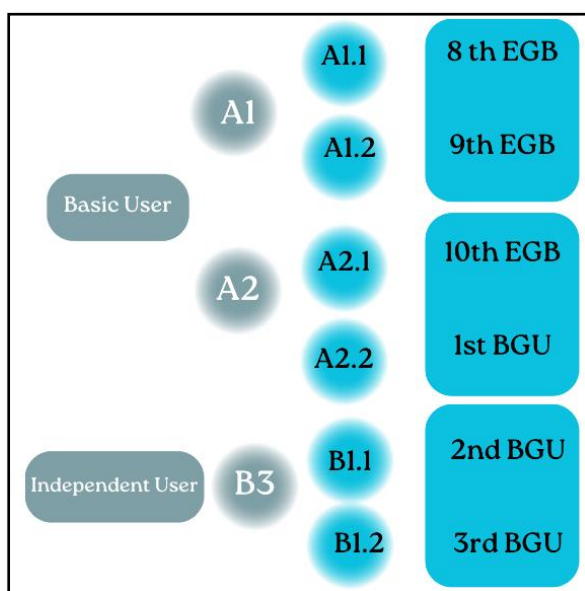 A1.1
8 th EGB
A1
A1.2
9th EGB
Basic User
A2.1
10th EGB
A2
A2.2
1st BGU
B1.1
2nd BGU
Independent User
B3
B1.2
3rd BGU